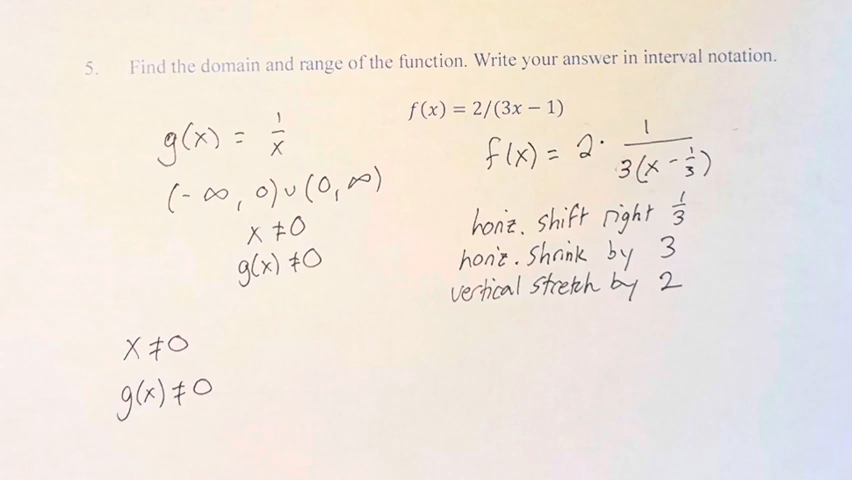 5. Find the domain and range of the function. Write your answer in interval notation.
f(x) = 2/(3x − 1)
g(x) = 1/x
(-∞, 0) ∪ (0, ∞)
x ≠ 0
g(x) ≠ 0
f(x) = 2 · 1/(3(x - 1/3))
horiz. shift right 1/3
horiz. shrink by 3
vertical stretch by 2
x ≠ 0
g(x) ≠ 0